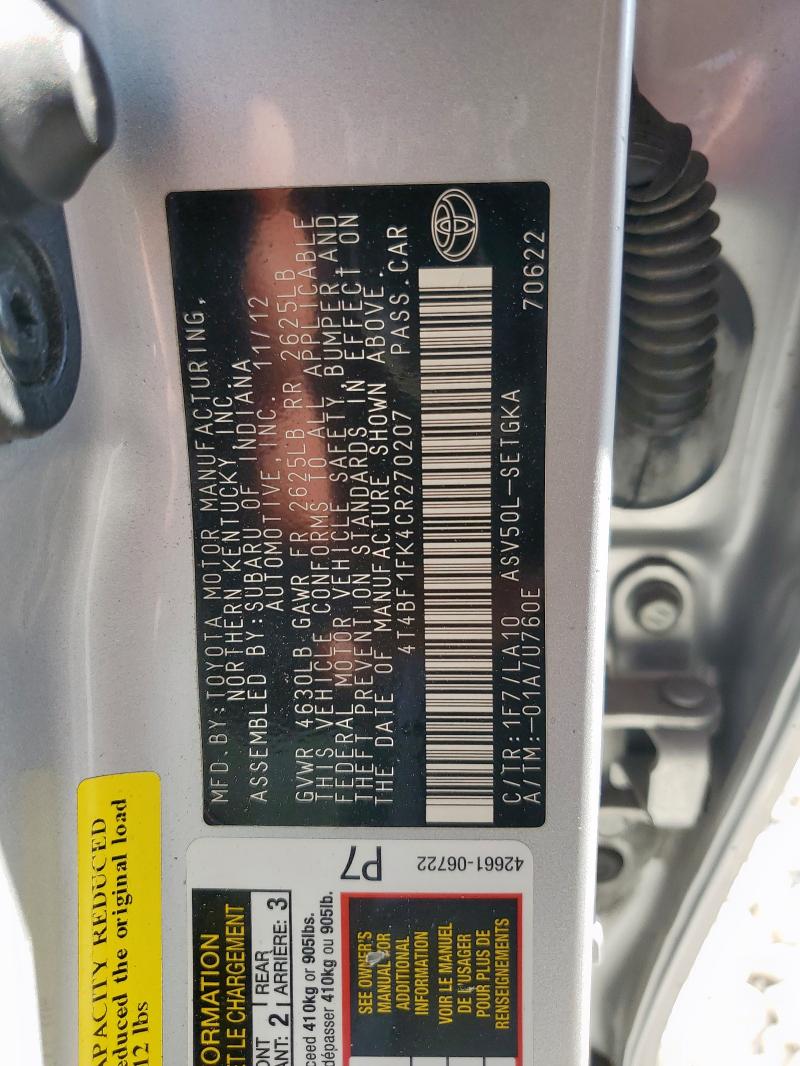 MFD.BY:TOYOTA MOTOR MANUFACTURING,
NORTHERN KENTUCKY INC
ASSEMBLED BY:SUBARU OF INDIANA
AUTOMOTIVE,INC. 11/12
GVWR 4630LB GAWR FR 2625LB RR 2625LB
THIS VEHICLE CONFORMS TO ALL APPLICABLE
FEDERAL MOTOR VEHICLE SAFETY,BUMPER AND
THEFT PREVENTION STANDARDS IN EFFECT ON
THE DATE OF MANUFACTURE SHOWN ABOVE.
4T4BF1FK4CR270207 PASS.CAR
C/TR:1F7/LA10 ASV50L-SETGKA
A/TM:-01A/U760E 70622
APACITY REDUCED
educed the original load
12 lbs
P7
42661-06722
ORMATION
ET LE CHARGEMENT
ONT 2 REAR 3
ANT: ARRIÈRE:
ceed 410kg or 905lbs.
dépasser 410kg ou 905lb.
SEE OWNER'S
MANUAL FOR
ADDITIONAL
INFORMATION
VOIR LE MANUEL
DE L'USAGER
POUR PLUS DE
RENSEIGNEMENTS